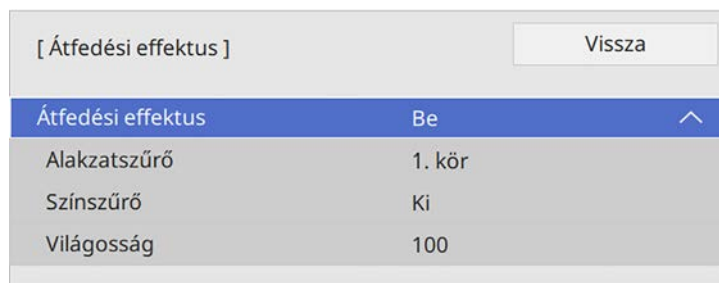 [ Átfedési effektus ] Vissza
Átfedési effektus Be
Alakzatszűrő 1. kör
Színszűrő Ki
Világosság 100